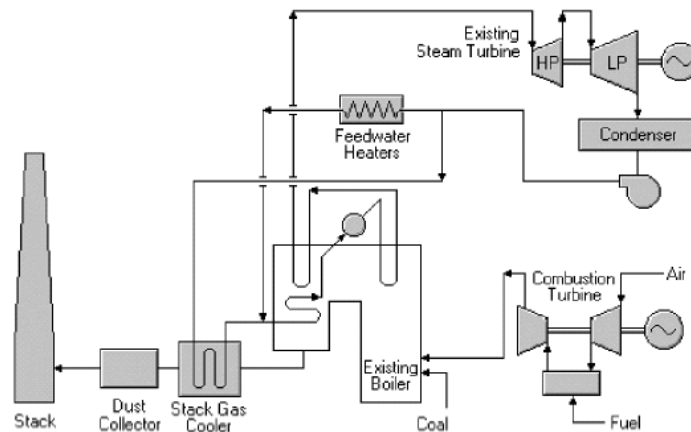 Existing
Steam Turbine
HP
LP
Condenser
Feedwater
Heaters
Combustion
Turbine
Air
Existing
Boiler
Stack
Dust
Collector
Stack Gas
Cooler
Coal
Fuel